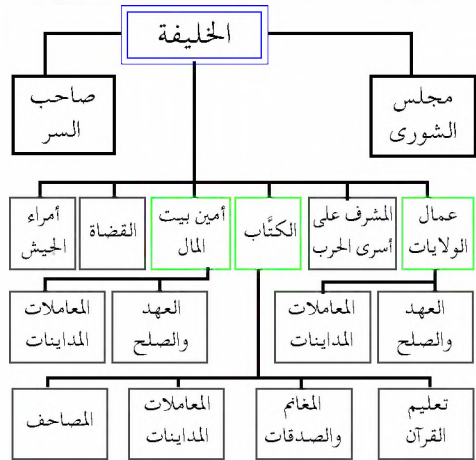 الخليفة
مجلس
الشورى
صاحب
السر
عمال
الولايات
المشرف على
أسرى الحرب
الكتَّاب
أمين بيت
المال
القضاة
أمراء
الجيش
العهد
والصلح
المعاملات
المداينات
العهد
والصلح
المعاملات
المداينات
تعليم
القرآن
المغانم
والصدقات
المعاملات
المداينات
المصاحف